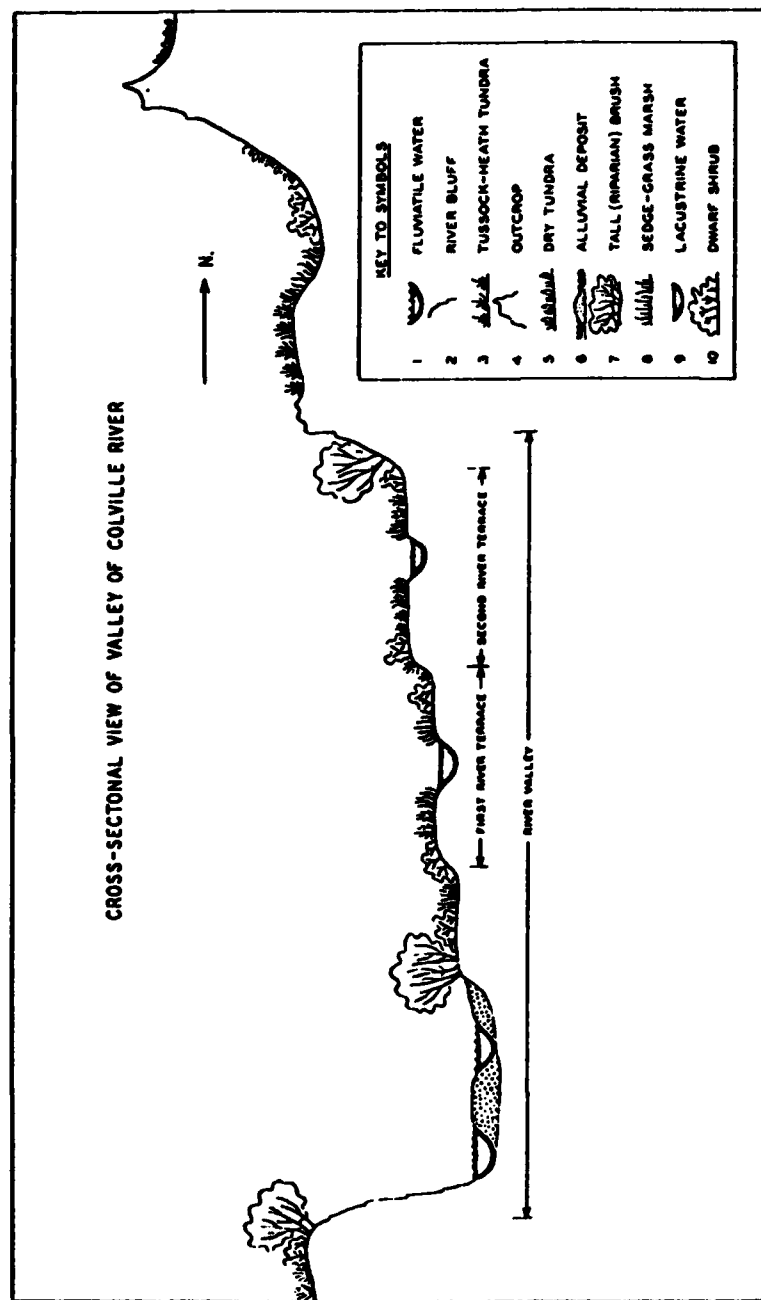 CROSS-SECTONAL VIEW OF VALLEY OF COLVILLE RIVER
N.
FIRST RIVER TERRACE
SECOND RIVER TERRACE
RIVER VALLEY
KEY TO SYMBOLS
1 FLUVIATILE WATER
2 RIVER BLUFF
3 TUSSOCK-HEATH TUNDRA
4 OUTCROP
5 DRY TUNDRA
6 ALLUVIAL DEPOSIT
7 TALL (RIPARIAN) BRUSH
8 SEDGE-GRASS MARSH
9 LACUSTRINE WATER
10 DWARF SHRUB